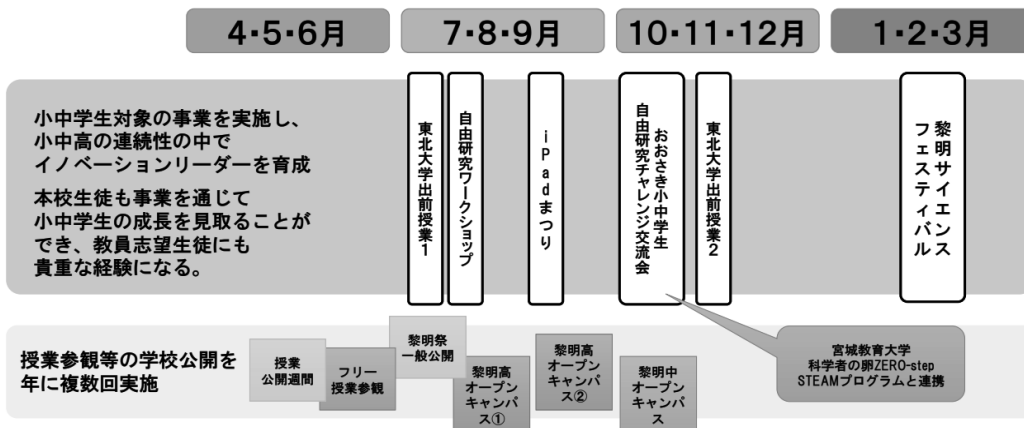 4・5・6月
7・8・9月
10・11・12月
1・2・3月
小中学生対象の事業を実施し、
小中高の連続性の中で
イノベーションリーダーを育成
本校生徒も事業を通じて
小中学生の成長を見取ることが
でき、教員志望生徒にも
貴重な経験になる。
東北大学出前授業1
自由研究ワークショップ
iPadまつり
おおさき小中学生
自由研究チャレンジ交流会
東北大学出前授業2
黎明サイエンス
フェスティバル
授業参観等の学校公開を
年に複数回実施
授業
公開週間
フリー
授業参観
黎明祭
一般公開
黎明高
オープン
キャンパ
ス①
黎明高
オープン
キャンパ
ス②
黎明中
オープン
キャンパ
ス
宮城教育大学
科学者の卵ZERO-step
STEAMプログラムと連携